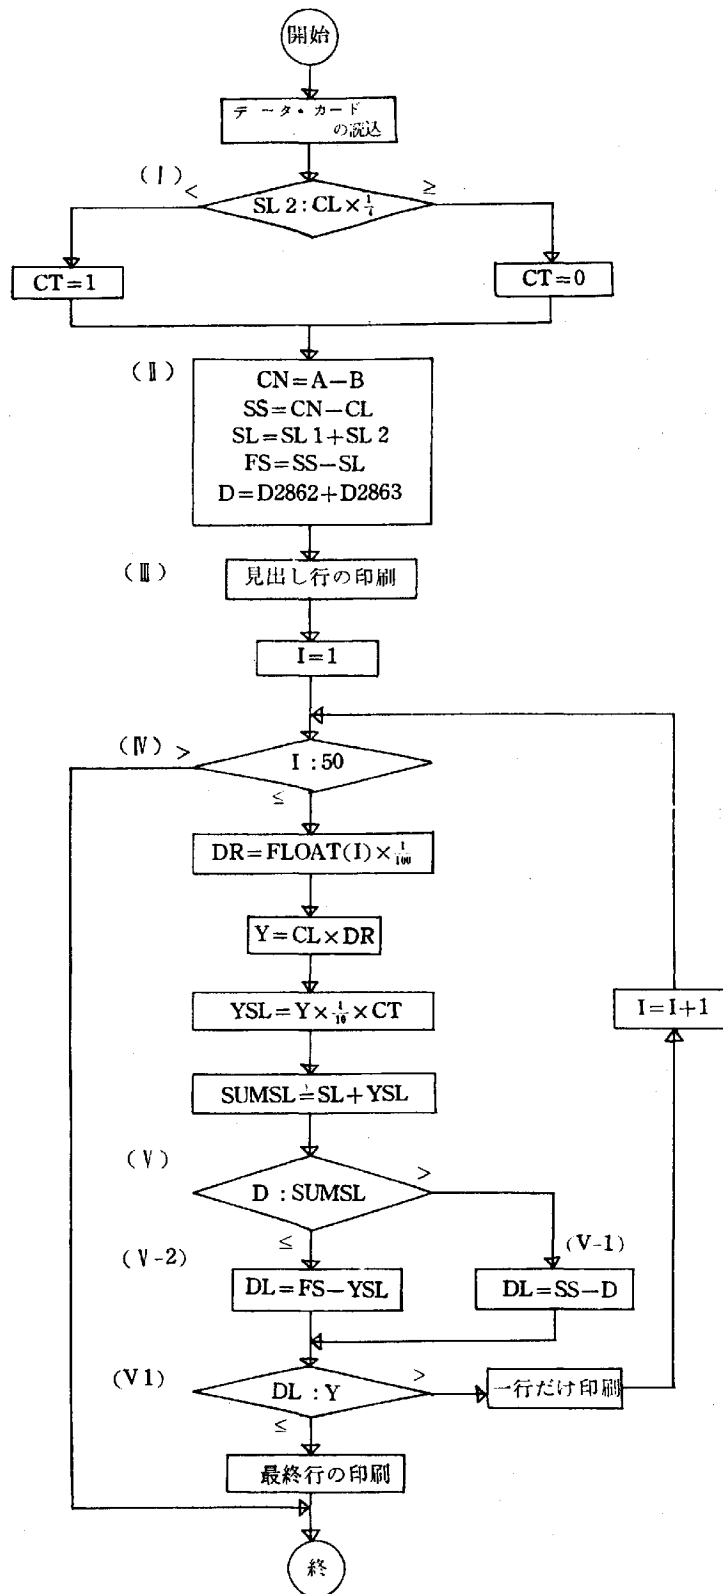 開始
データ・カード
の読込
(Ⅰ)
<
≥
SL 2 : CL × 1/4
CT=1
CT=0
(Ⅱ)
CN=A−B
SS=CN−CL
SL=SL 1+SL 2
FS=SS−SL
D=D2862+D2863
(Ⅲ)
見出し行の印刷
I=1
(Ⅳ)
>
I : 50
≤
DR=FLOAT(I)×1/100
Y=CL×DR
YSL=Y×1/10×CT
I=I+1
SUMSL=SL+YSL
(Ⅴ)
>
D : SUMSL
≤
(Ⅴ-2)
(Ⅴ-1)
DL=FS−YSL
DL=SS−D
(Ⅴ1)
DL : Y
>
一行だけ印刷
≤
最終行の印刷
終